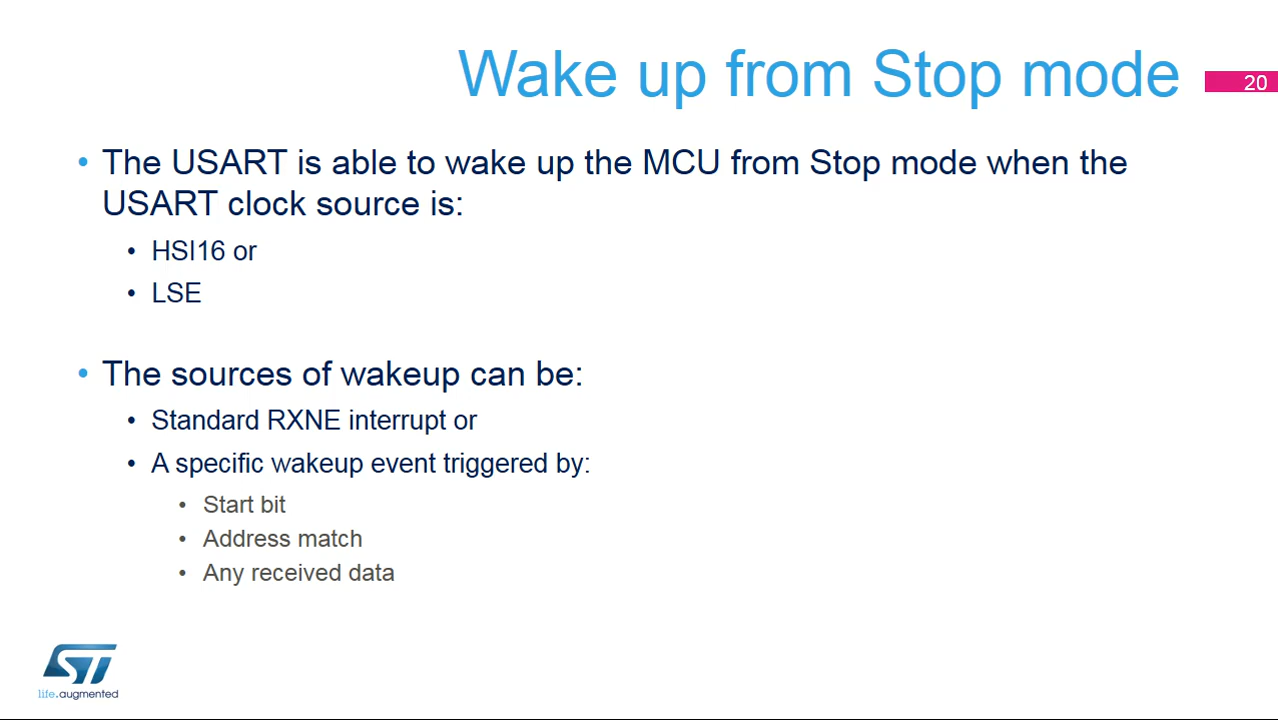 Wake up from Stop mode
20
• The USART is able to wake up the MCU from Stop mode when the
USART clock source is:
• HSI16 or
• LSE
• The sources of wakeup can be:
• Standard RXNE interrupt or
• A specific wakeup event triggered by:
• Start bit
• Address match
• Any received data
ST
life.augmented